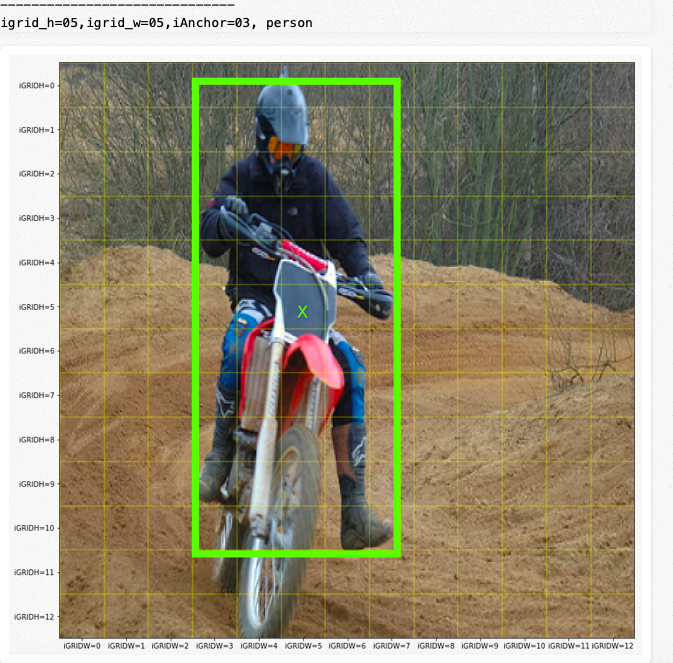 ------------------------------
igrid_h=05,igrid_w=05,iAnchor=03, person
iGRIDH=0
iGRIDH=1
iGRIDH=2
iGRIDH=3
iGRIDH=4
iGRIDH=5
X
iGRIDH=6
iGRIDH=7
iGRIDH=8
iGRIDH=9
iGRIDH=10
iGRIDH=11
iGRIDH=12
iGRIDW=0 iGRIDW=1 iGRIDW=2 iGRIDW=3 iGRIDW=4 iGRIDW=5 iGRIDW=6 iGRIDW=7 iGRIDW=8 iGRIDW=9 iGRIDW=10 iGRIDW=11 iGRIDW=12